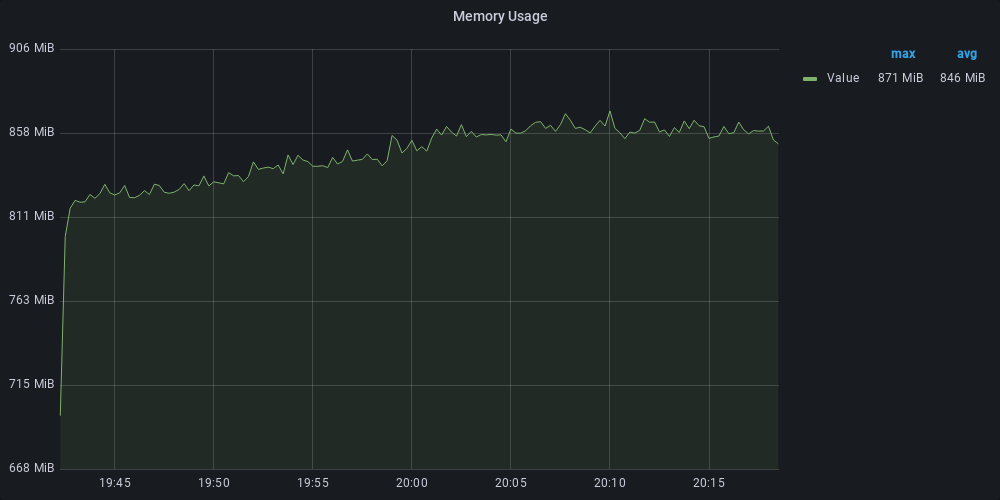 Memory Usage
906 MiB
858 MiB
811 MiB
763 MiB
715 MiB
668 MiB
19:45 19:50 19:55 20:00 20:05 20:10 20:15
max avg
Value 871 MiB 846 MiB